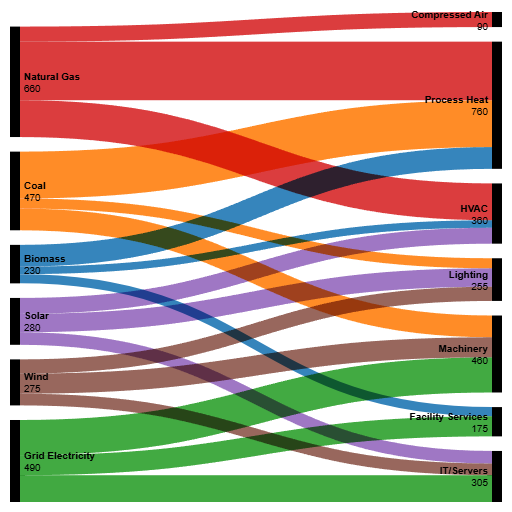 Compressed Air
90
Natural Gas
660
Process Heat
760
Coal
470
HVAC
360
Biomass
230
Lighting
255
Solar
280
Machinery
460
Wind
275
Facility Services
175
Grid Electricity
490
IT/Servers
305